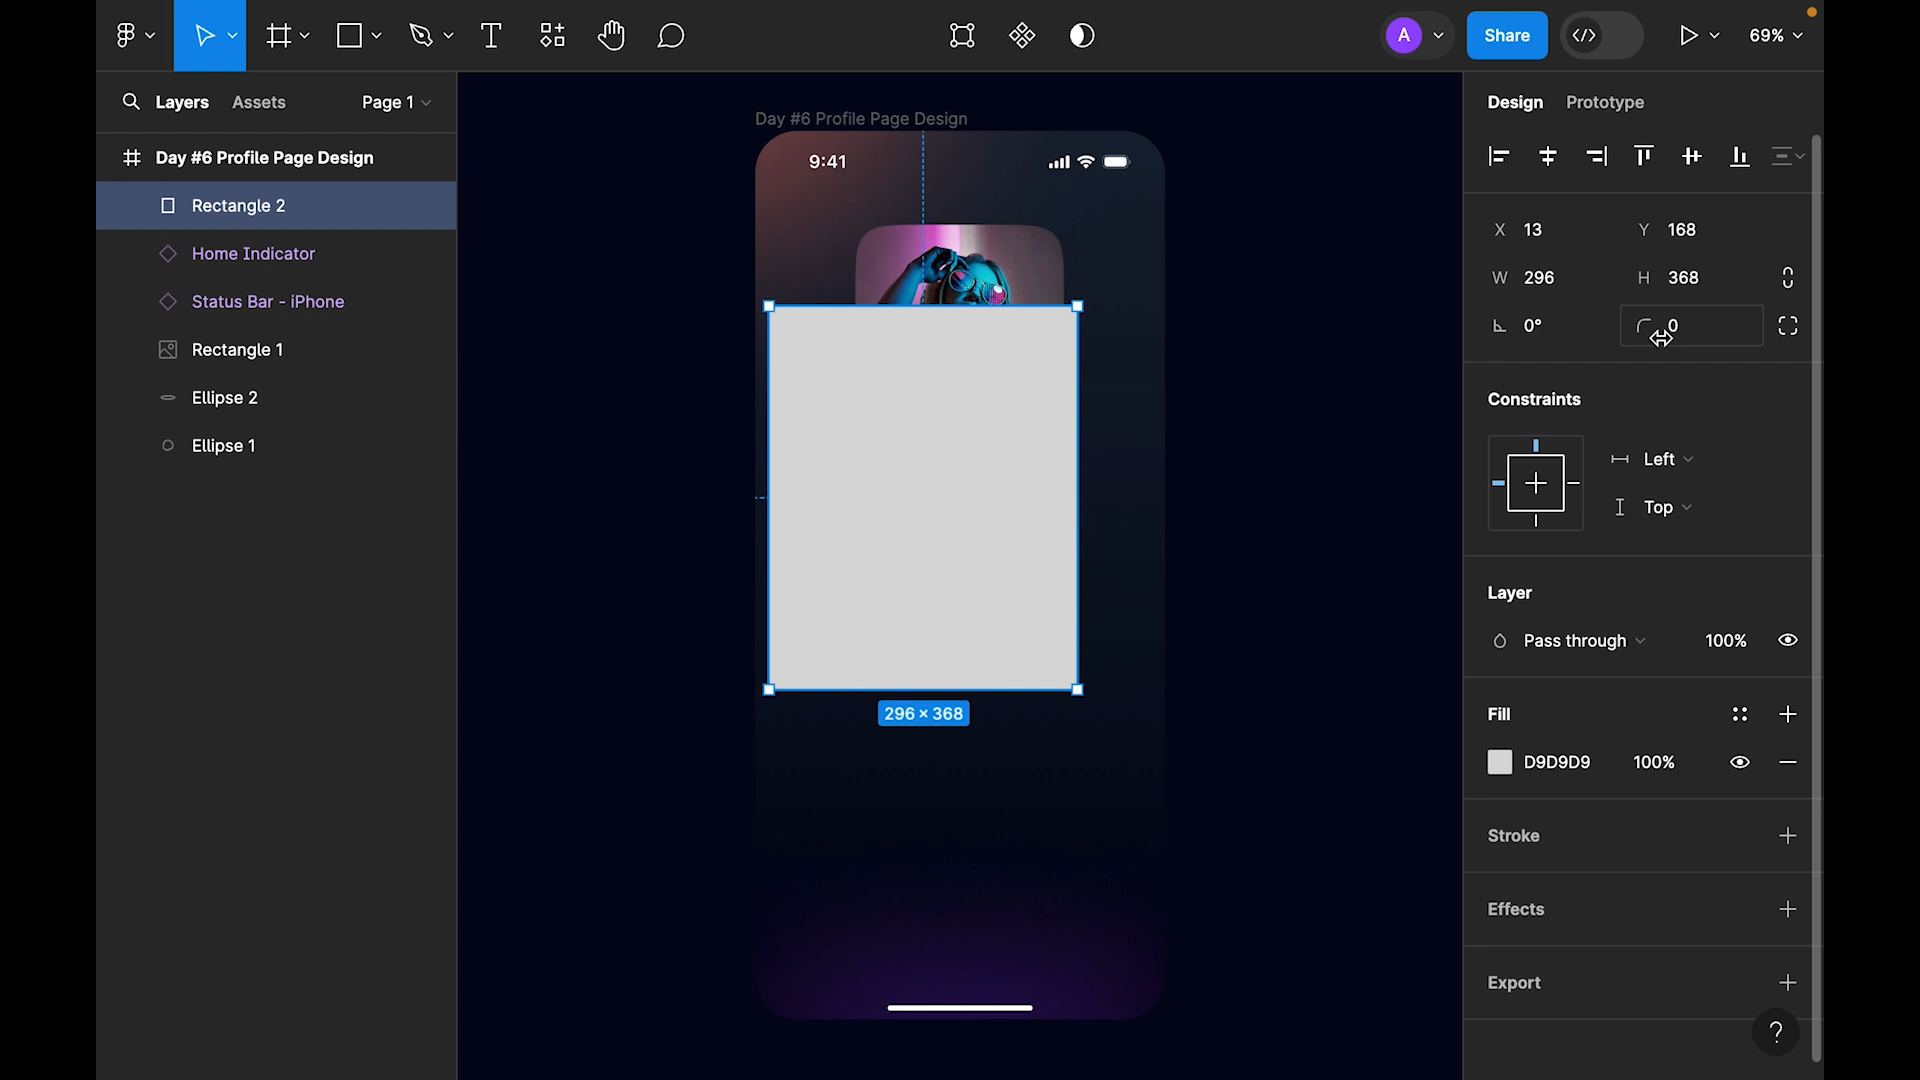 A
Share
69%
Layers
Assets
Page 1
Day #6 Profile Page Design
Rectangle 2
Home Indicator
Status Bar - iPhone
Rectangle 1
Ellipse 2
Ellipse 1
Day #6 Profile Page Design
9:41
296 × 368
Design
Prototype
X 13
Y 168
W 296
H 368
0°
0
Constraints
Left
Top
Layer
Pass through
100%
Fill
D9D9D9
100%
Stroke
Effects
Export
?